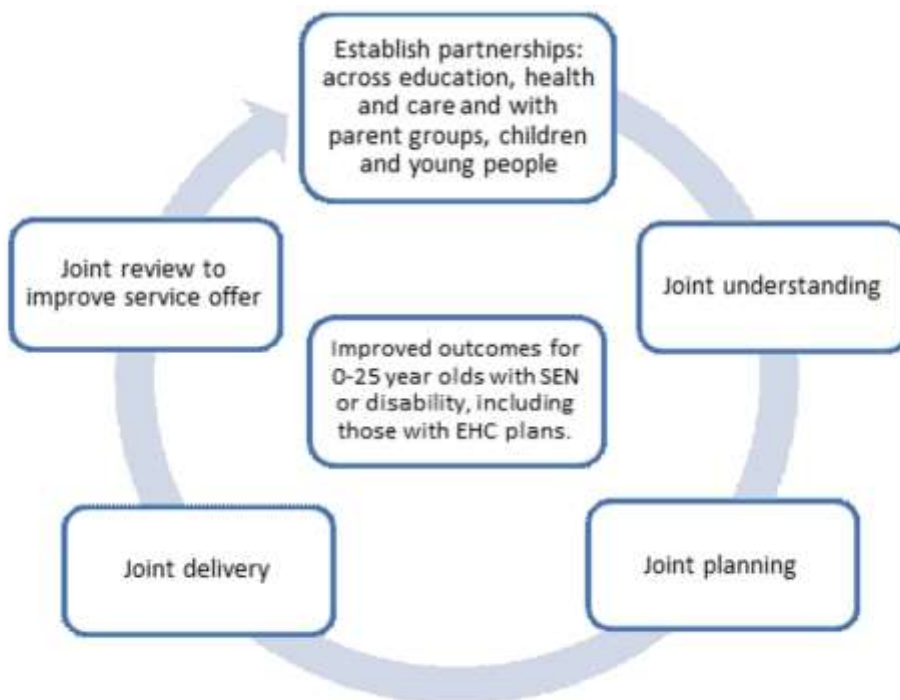 Establish partnerships:
across education, health
and care and with
parent groups, children
and young people
Joint understanding
Joint planning
Joint delivery
Joint review to
improve service offer
Improved outcomes for
0-25 year olds with SEN
or disability, including
those with EHC plans.